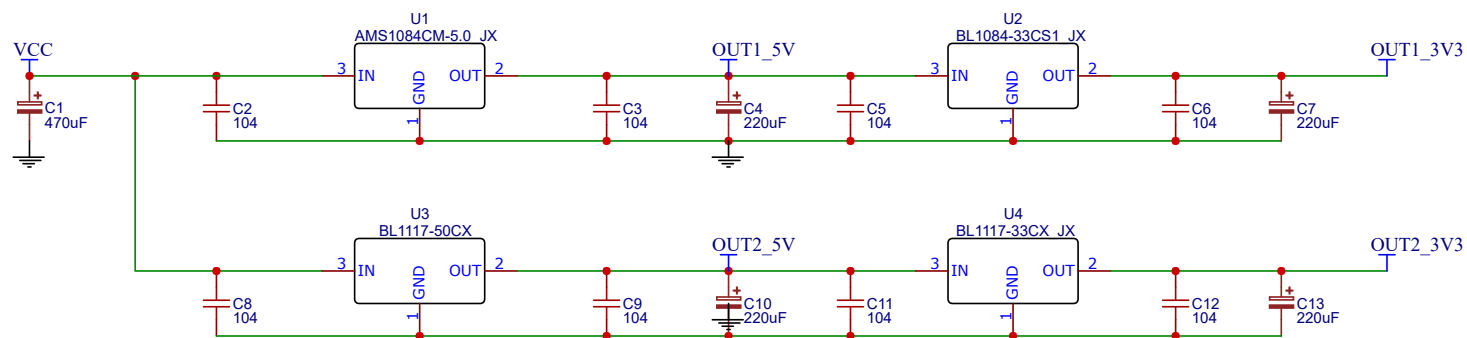 U1
AMS1084CM-5.0_JX
U2
BL1084-33CS1_JX
VCC
OUT1_5V
OUT1_3V3
3 IN OUT 2
GND
1
3 IN OUT 2
GND
1
+
C1
470uF
C2
104
C3
104
+
C4
220uF
C5
104
C6
104
+
C7
220uF
U3
BL1117-50CX
U4
BL1117-33CX_JX
OUT2_5V
OUT2_3V3
3 IN OUT 2
GND
1
3 IN OUT 2
GND
1
C8
104
C9
104
+
C10
220uF
C11
104
C12
104
+
C13
220uF